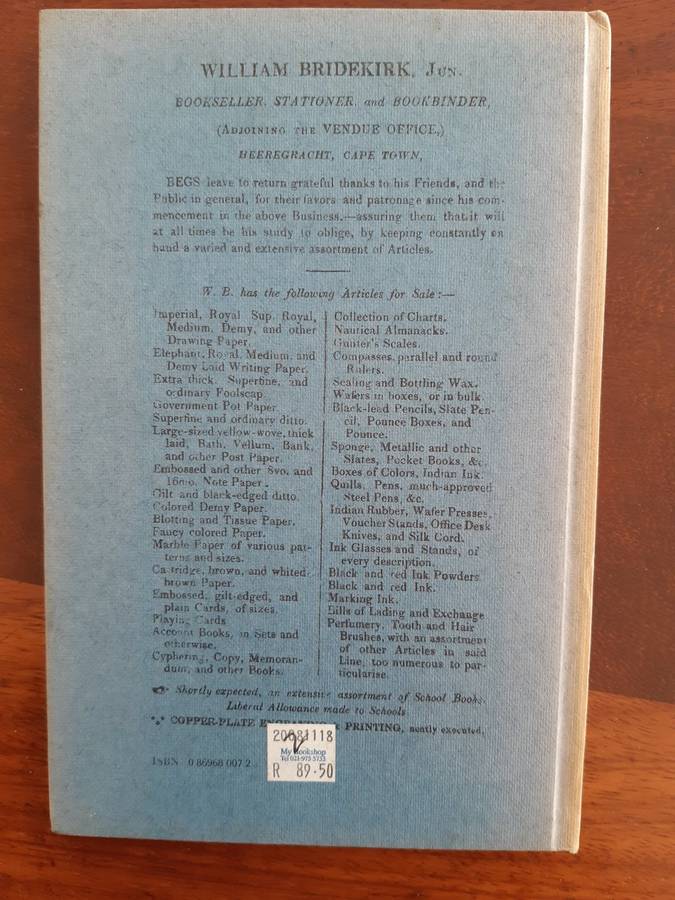 WILLIAM BRIDEKIRK, Jun.
BOOKSELLER, STATIONER, and BOOKBINDER,
(Adjoining the VENDUE OFFICE,)
HEEREGRACHT, CAPE TOWN,
BEGS leave to return grateful thanks to his Friends, and the
Public in general, for their favors and patronage since his com-
mencement in the above Business.—assuring them that it will
at all times be his study to oblige, by keeping constantly on
hand a varied and extensive assortment of Articles.
W. B. has the following Articles for Sale:—
Imperial, Royal Sup. Royal,
Medium, Demy, and other
Drawing Paper.
Elephant, Royal, Medium, and
Demy Laid Writing Paper.
Extra thick, Superfine, and
ordinary Foolscap
Government Pot Paper
Superfine and ordinary ditto.
Large-sized yellow-wove, thick
laid, Bath, Vellum, Bank,
and other Post Paper.
Embossed and other 8vo. and
16mo. Note Paper.
Gilt and black-edged ditto.
Colored Demy Paper.
Blotting and Tissue Paper.
Fancy colored Paper.
Marble Paper of various pat-
terns and sizes.
Cartridge, brown, and whited
brown Paper.
Embossed, gilt-edged, and
plain Cards, of sizes.
Playing Cards
Account Books, in Sets and
otherwise.
Cyphering, Copy, Memoran-
dum, and other Books.
Collection of Charts.
Nautical Almanacks.
Gunter's Scales.
Compasses, parallel and round
Rulers.
Sealing and Bottling Wax.
Wafers in boxes, or in bulk.
Black-lead Pencils, Slate Pen-
cil, Pounce Boxes, and
Pounce.
Sponge, Metallic and other
Slates, Pocket Books, &c.
Boxes of Colors, Indian Ink.
Quills, Pens, much-approved
Steel Pens, &c.
Indian Rubber, Wafer Presses,
Voucher Stands, Office Desk
Knives, and Silk Cord.
Ink Glasses and Stands, of
every description.
Black and red Ink Powders
Black and red Ink.
Marking Ink.
Bills of Lading and Exchange
Perfumery, Tooth and Hair
Brushes, with an assortment
of other Articles in said
Line, too numerous to par-
ticularise.
☞ Shortly expected, an extensive assortment of School Books.
Liberal Allowance made to Schools
*** COPPER-PLATE ENGRAVING & PRINTING, neatly executed.
20081118
My Bookshop
Tel 021-975 5733
R 89.50
ISBN 0 86968 007 2